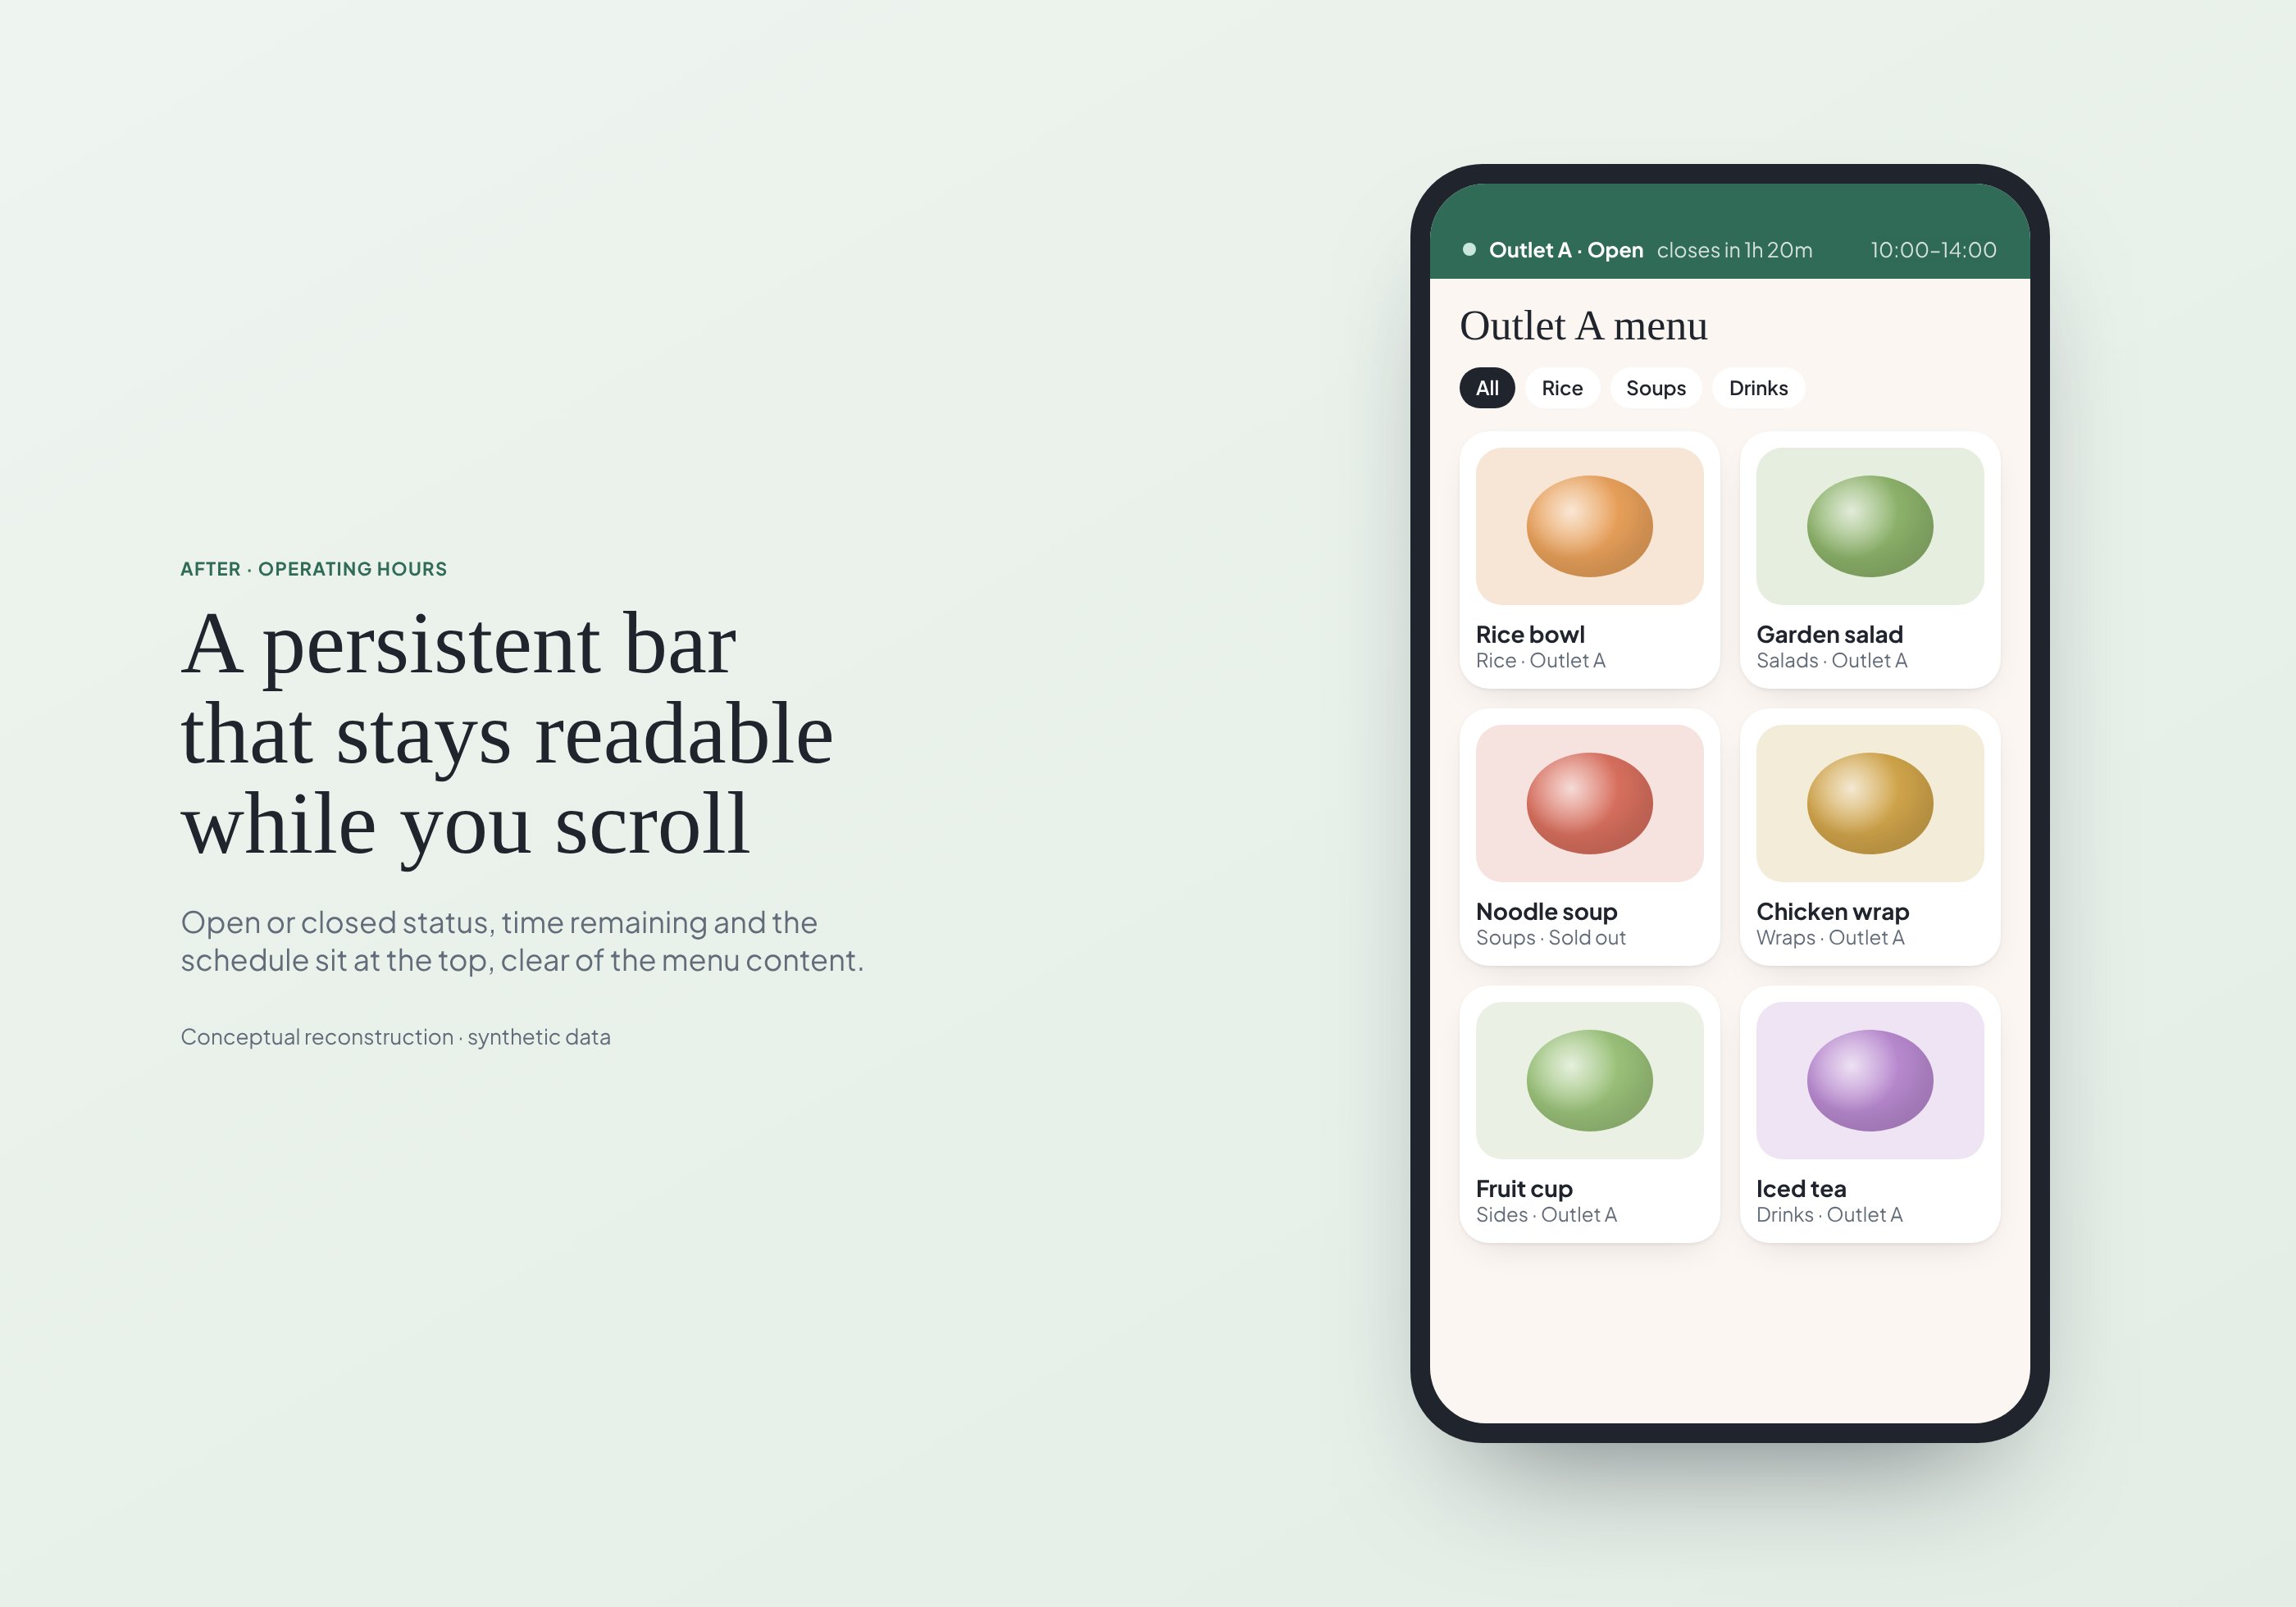 AFTER · OPERATING HOURS
A persistent bar
that stays readable
while you scroll
Open or closed status, time remaining and the
schedule sit at the top, clear of the menu content.
Conceptual reconstruction · synthetic data
Outlet A · Open closes in 1h 20m 10:00–14:00
Outlet A menu
All Rice Soups Drinks
Rice bowl
Rice · Outlet A
Garden salad
Salads · Outlet A
Noodle soup
Soups · Sold out
Chicken wrap
Wraps · Outlet A
Fruit cup
Sides · Outlet A
Iced tea
Drinks · Outlet A